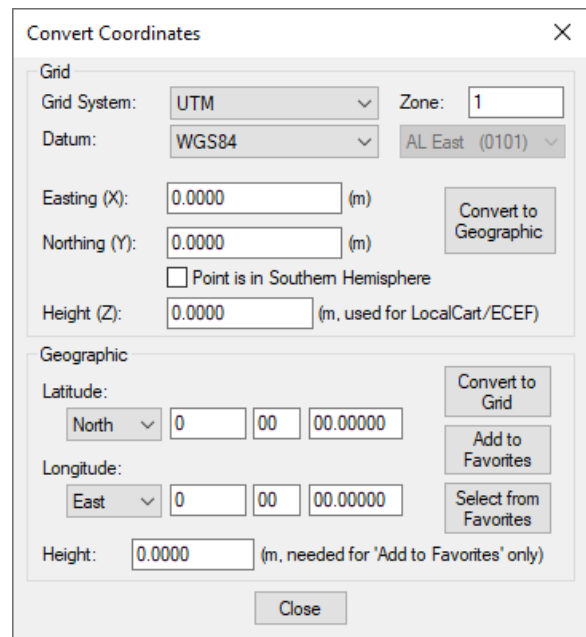 Convert Coordinates
Grid
Grid System: UTM Zone: 1
Datum: WGS84 AL East (0101)
Easting (X): 0.0000 (m)
Convert to
Geographic
Northing (Y): 0.0000 (m)
Point is in Southern Hemisphere
Height (Z): 0.0000 (m, used for LocalCart/ECEF)
Geographic
Latitude:
North 0 00 00.00000
Convert to
Grid
Add to
Favorites
Longitude:
East 0 00 00.00000
Select from
Favorites
Height: 0.0000 (m, needed for 'Add to Favorites' only)
Close